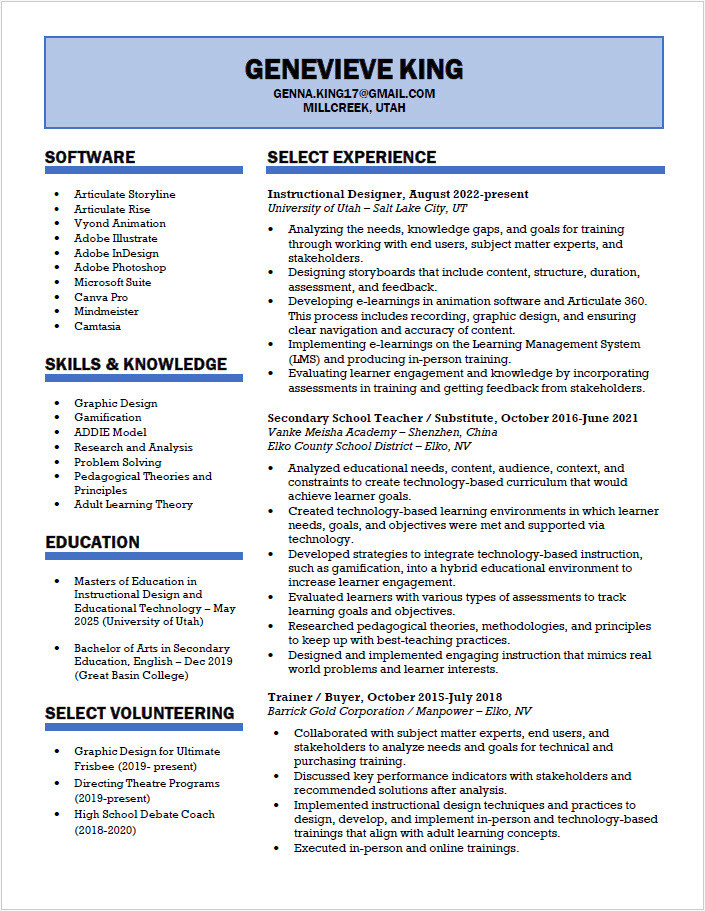 GENEVIEVE KING
GENNA.KING17@GMAIL.COM
MILLCREEK, UTAH
SOFTWARE
• Articulate Storyline
• Articulate Rise
• Vyond Animation
• Adobe Illustrate
• Adobe InDesign
• Adobe Photoshop
• Microsoft Suite
• Canva Pro
• Mindmeister
• Camtasia
SKILLS & KNOWLEDGE
• Graphic Design
• Gamification
• ADDIE Model
• Research and Analysis
• Problem Solving
• Pedagogical Theories and
Principles
• Adult Learning Theory
EDUCATION
• Masters of Education in
Instructional Design and
Educational Technology – May
2025 (University of Utah)
• Bachelor of Arts in Secondary
Education, English – Dec 2019
(Great Basin College)
SELECT VOLUNTEERING
• Graphic Design for Ultimate
Frisbee (2019- present)
• Directing Theatre Programs
(2019-present)
• High School Debate Coach
(2018-2020)
SELECT EXPERIENCE
Instructional Designer, August 2022-present
University of Utah – Salt Lake City, UT
• Analyzing the needs, knowledge gaps, and goals for training
through working with end users, subject matter experts, and
stakeholders.
• Designing storyboards that include content, structure, duration,
assessment, and feedback.
• Developing e-learnings in animation software and Articulate 360.
This process includes recording, graphic design, and ensuring
clear navigation and accuracy of content.
• Implementing e-learnings on the Learning Management System
(LMS) and producing in-person training.
• Evaluating learner engagement and knowledge by incorporating
assessments in training and getting feedback from stakeholders.
Secondary School Teacher / Substitute, October 2016-June 2021
Vanke Meisha Academy – Shenzhen, China
Elko County School District – Elko, NV
• Analyzed educational needs, content, audience, context, and
constraints to create technology-based curriculum that would
achieve learner goals.
• Created technology-based learning environments in which learner
needs, goals, and objectives were met and supported via
technology.
• Developed strategies to integrate technology-based instruction,
such as gamification, into a hybrid educational environment to
increase learner engagement.
• Evaluated learners with various types of assessments to track
learning goals and objectives.
• Researched pedagogical theories, methodologies, and principles
to keep up with best-teaching practices.
• Designed and implemented engaging instruction that mimics real
world problems and learner interests.
Trainer / Buyer, October 2015-July 2018
Barrick Gold Corporation / Manpower – Elko, NV
• Collaborated with subject matter experts, end users, and
stakeholders to analyze needs and goals for technical and
purchasing training.
• Discussed key performance indicators with stakeholders and
recommended solutions after analysis.
• Implemented instructional design techniques and practices to
design, develop, and implement in-person and technology-based
trainings that align with adult learning concepts.
• Executed in-person and online trainings.